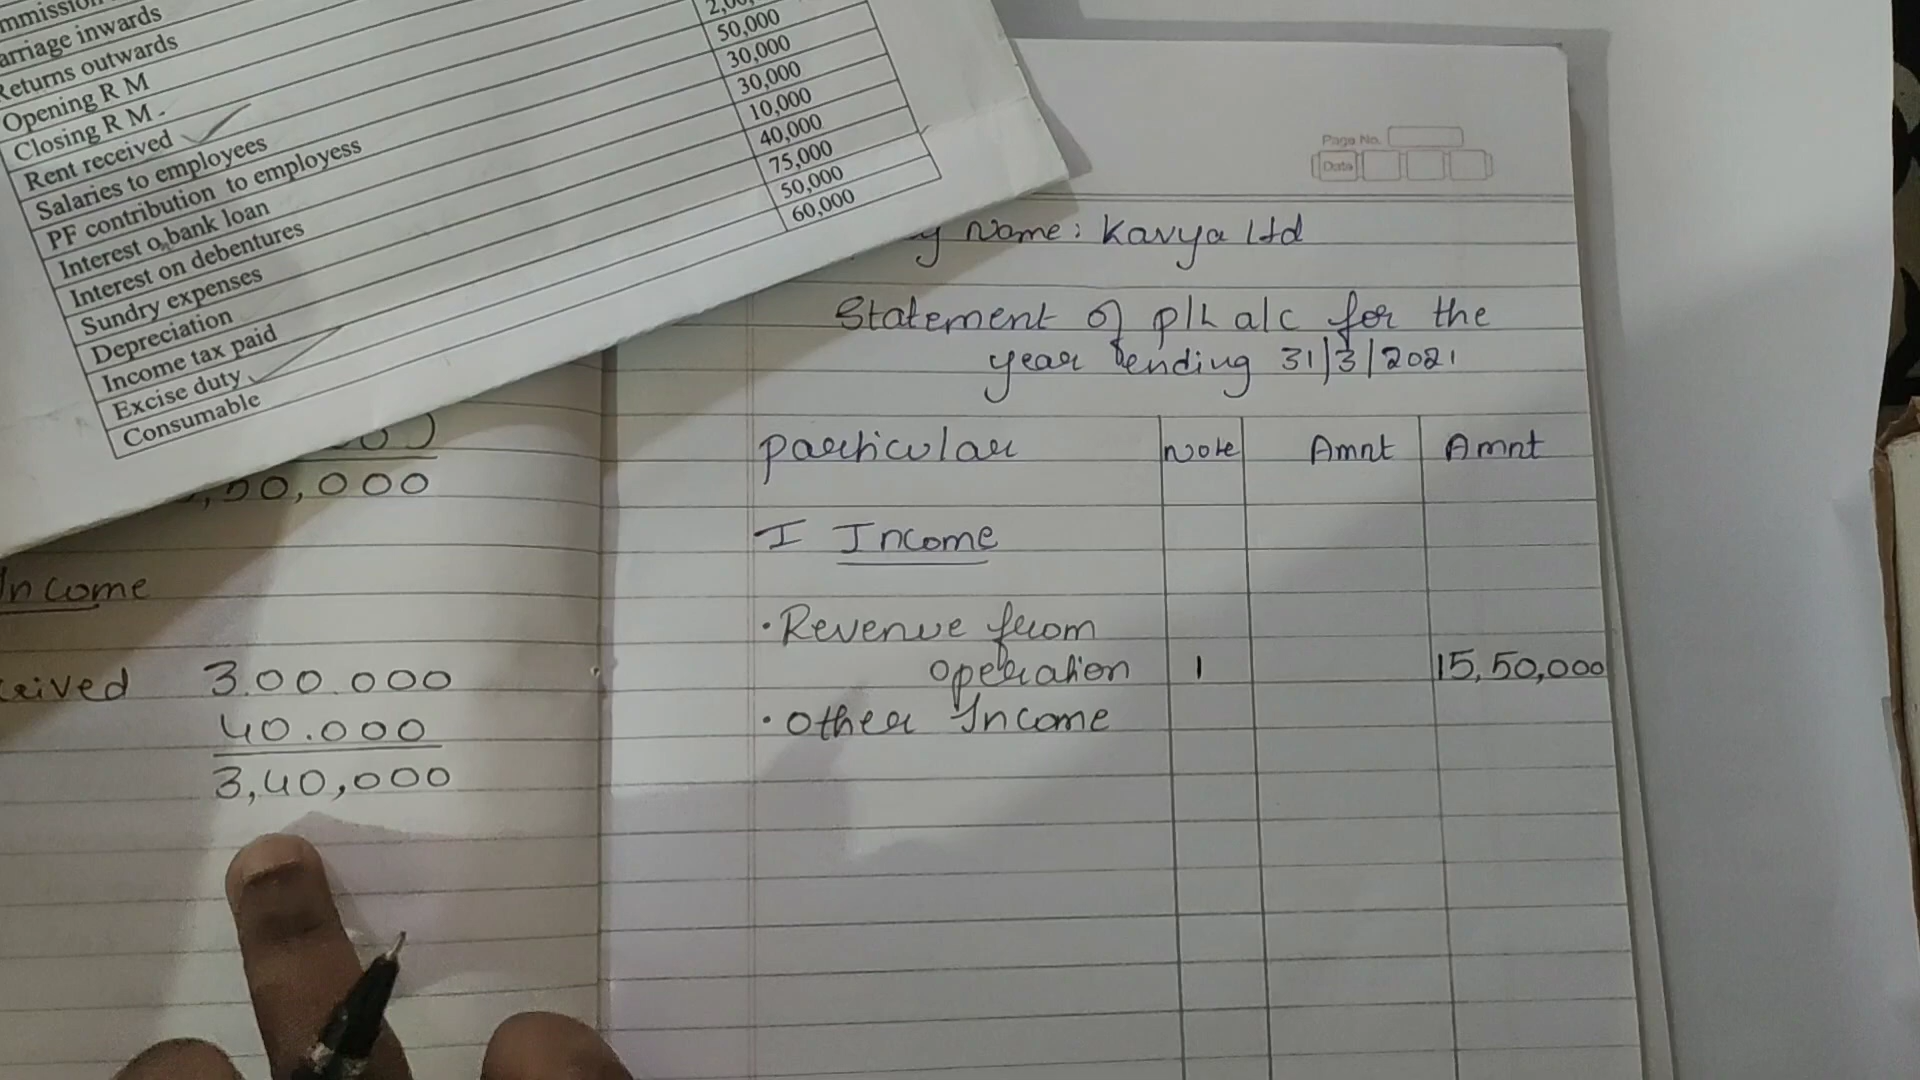 arriage inwards
Returns outwards
Opening R M
Closing R M.
Rent received
Salaries to employees
PF contribution to employess
Interest o bank loan
Interest on debentures
Sundry expenses
Depreciation
Income tax paid
Excise duty
Consumable
50,000
30,000
30,000
10,000
40,000
75,000
50,000
60,000
50,000
Income
eived 3.00.000
40.000
3,40,000
Page No.
Date
Name: Kavya Ltd
Statement of p/L a/c for the
year ending 31/3/2021
Particular Note Amnt Amnt
I Income
• Revenue from
operation 1 15,50,000
• Other Income